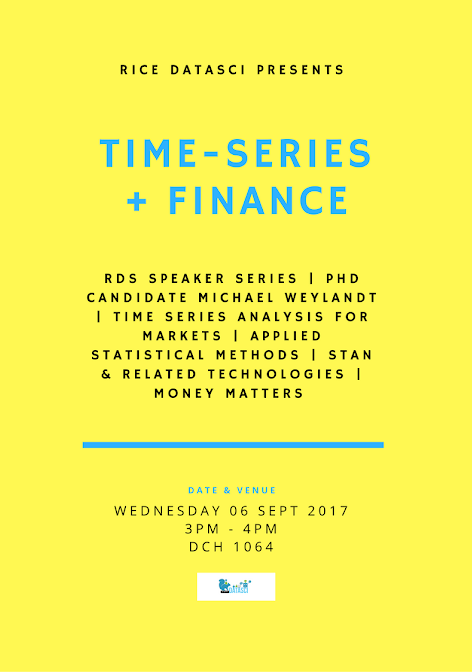 RICE DATASCI PRESENTS
TIME-SERIES
+ FINANCE
RDS SPEAKER SERIES | PHD
CANDIDATE MICHAEL WEYLANDT
| TIME SERIES ANALYSIS FOR
MARKETS | APPLIED
STATISTICAL METHODS | STAN
& RELATED TECHNOLOGIES |
MONEY MATTERS
DATE & VENUE
WEDNESDAY 06 SEPT 2017
3PM - 4PM
DCH 1064